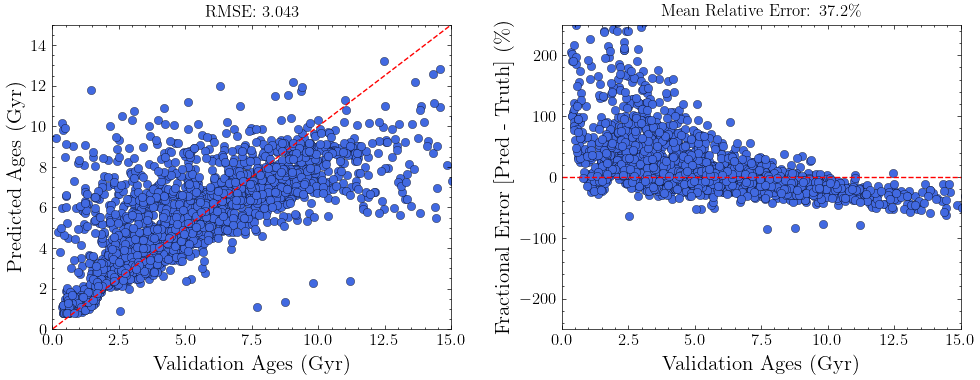 RMSE: 3.043
14
12
10
8
6
4
2
0
Predicted Ages (Gyr)
0.0 2.5 5.0 7.5 10.0 12.5 15.0
Validation Ages (Gyr)
Mean Relative Error: 37.2%
200
100
0
−100
−200
Fractional Error [Pred - Truth] (%)
0.0 2.5 5.0 7.5 10.0 12.5 15.0
Validation Ages (Gyr)